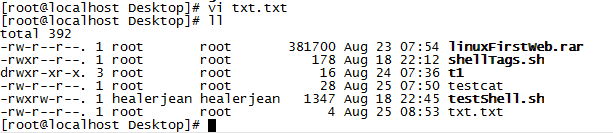 [root@localhost Desktop]# vi txt.txt
[root@localhost Desktop]# ll
total 392
-rw-r--r--. 1 root       root       381700 Aug 23 07:54 linuxFirstWeb.rar
-rwxr--r--. 1 root       root          178 Aug 18 22:12 shellTags.sh
drwxr-xr-x. 3 root       root           16 Aug 24 07:36 t1
-rw-r--r--. 1 root       root           28 Aug 25 07:50 testcat
-rwxrw-r--. 1 healerjean healerjean   1347 Aug 18 22:45 testShell.sh
-rw-r--r--. 1 root       root            4 Aug 25 08:53 txt.txt
[root@localhost Desktop]#